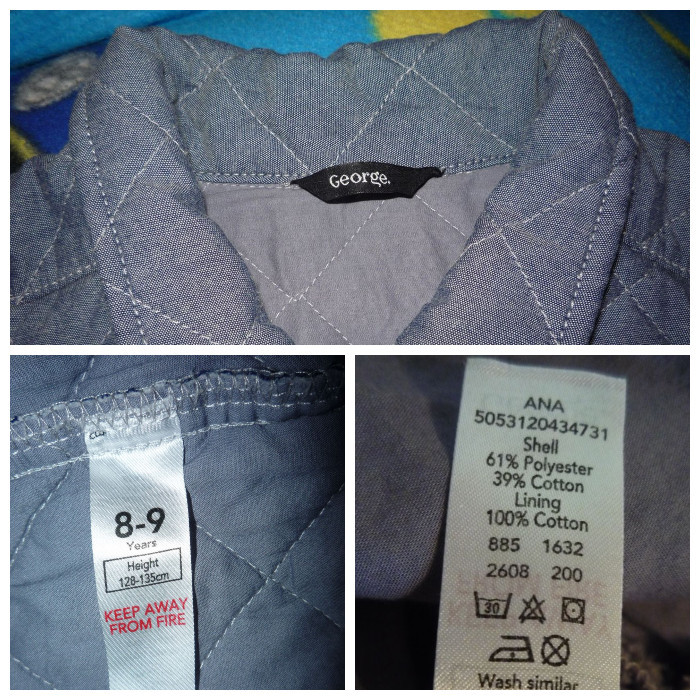 George.
8-9
Years
Height
128-135cm
KEEP AWAY
FROM FIRE
ANA
5053120434731
Shell
61% Polyester
39% Cotton
Lining
100% Cotton
885 1632
2608 200
30
Wash similar